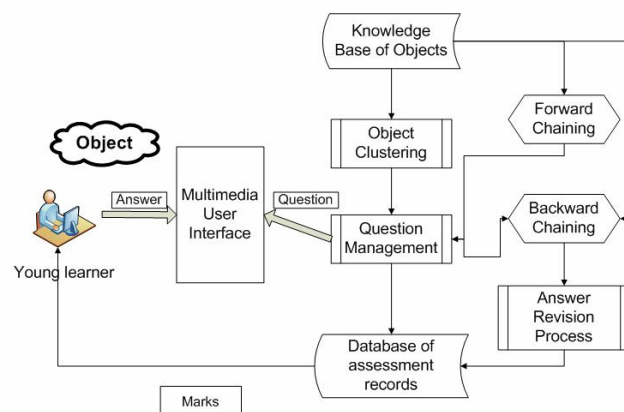 Knowledge
Base of Objects
Forward
Chaining
Object
Object
Clustering
Answer
Multimedia
User
Interface
Question
Question
Management
Backward
Chaining
Young learner
Answer
Revision
Process
Database of
assessment
records
Marks